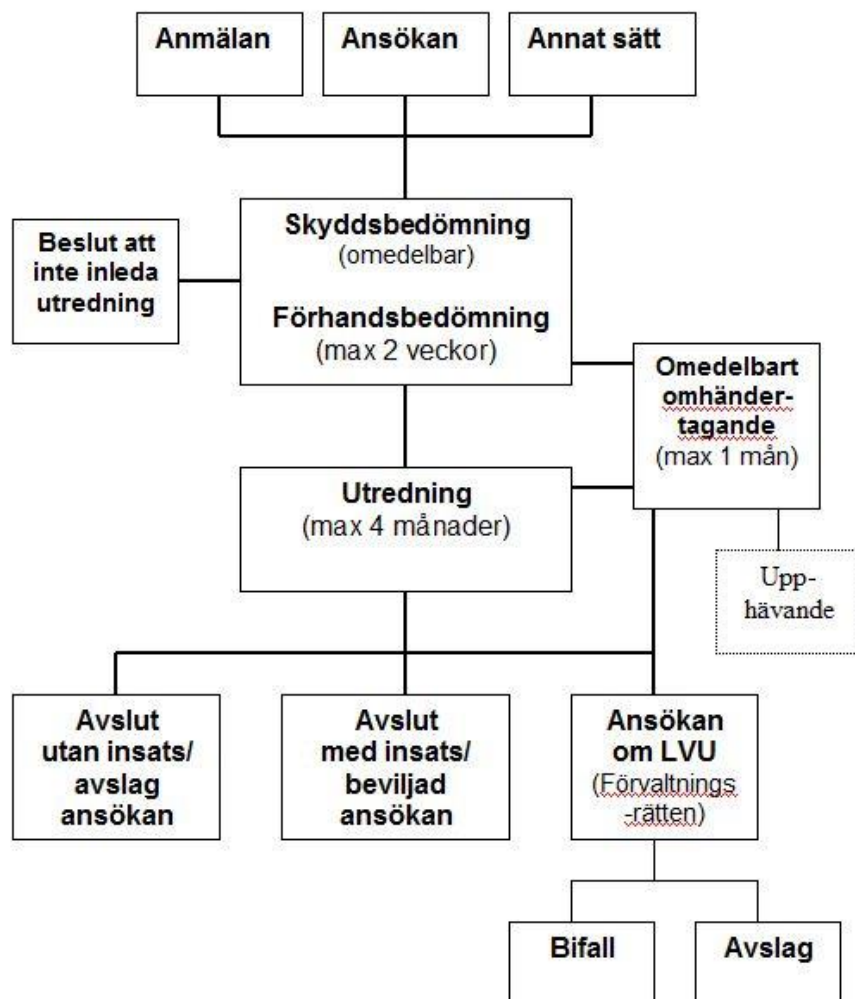 Anmälan
Ansökan
Annat sätt
Beslut att
inte inleda
utredning
Skyddsbedömning
(omedelbar)
Förhandsbedömning
(max 2 veckor)
Omedelbart
omhänder-
tagande
(max 1 mån)
Utredning
(max 4 månader)
Upp-
hävande
Avslut
utan insats/
avslag
ansökan
Avslut
med insats/
beviljad
ansökan
Ansökan
om LVU
(Förvaltnings
-rätten)
Bifall
Avslag